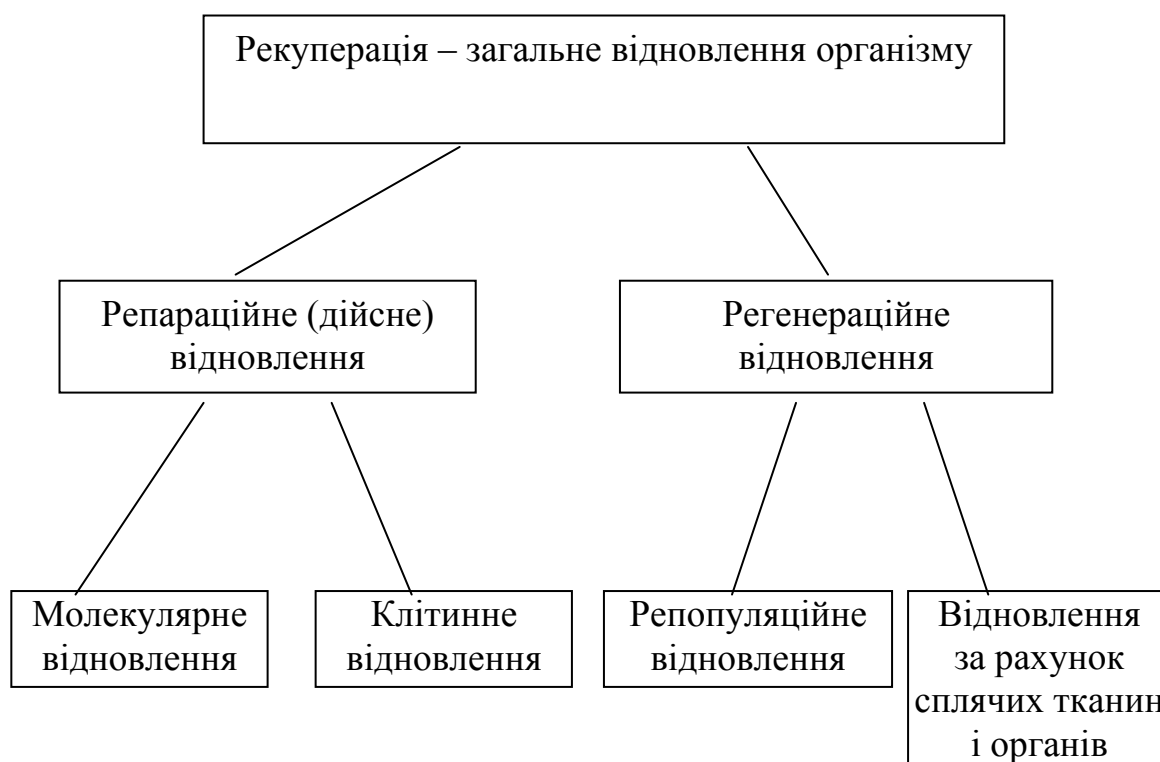 Рекуперація – загальне відновлення організму
Репараційне (дійсне)
відновлення
Регенераційне
відновлення
Молекулярне
відновлення
Клітинне
відновлення
Репопуляційне
відновлення
Відновлення
за рахунок
сплячих тканин
і органів